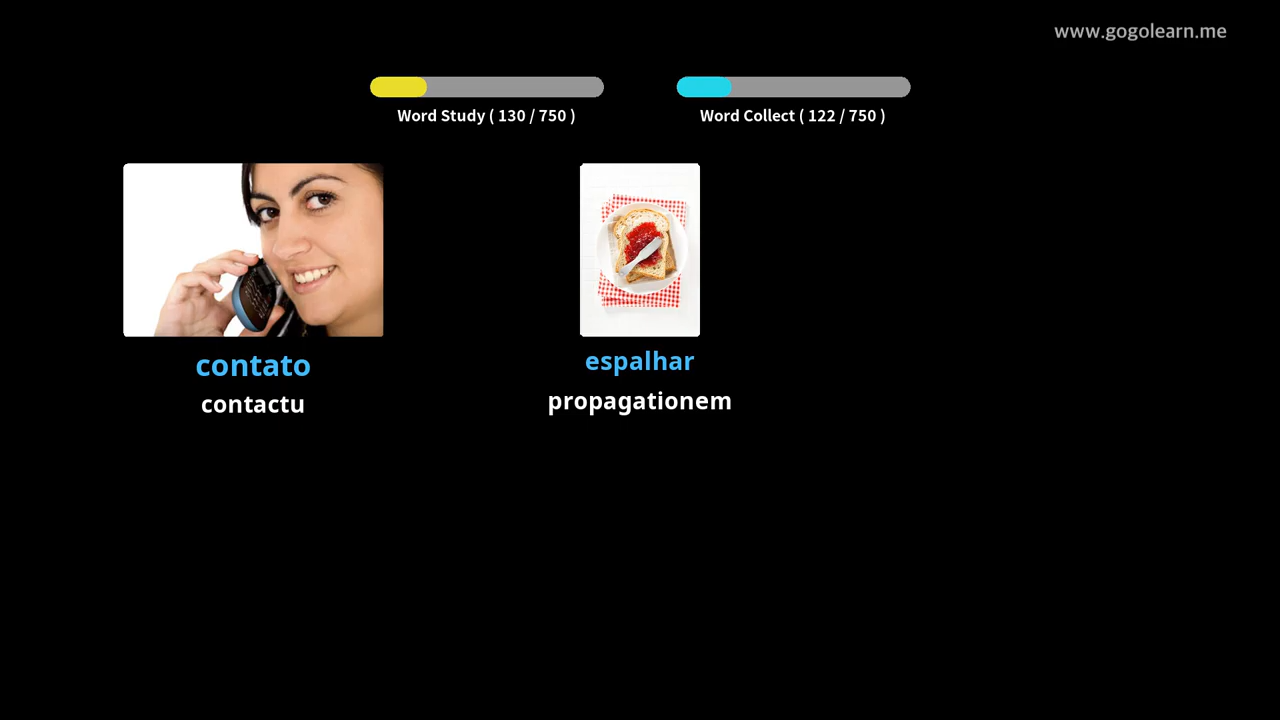 www.gogolearn.me
Word Study ( 130 / 750 )
Word Collect ( 122 / 750 )
contato
contactu
espalhar
propagationem